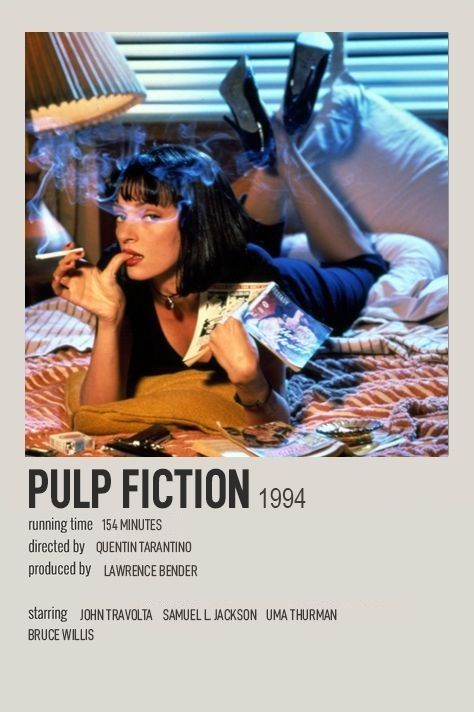 PULP FICTION 1994
running time 154 MINUTES
directed by QUENTIN TARANTINO
produced by LAWRENCE BENDER
starring JOHN TRAVOLTA SAMUEL L. JACKSON UMA THURMAN
BRUCE WILLIS